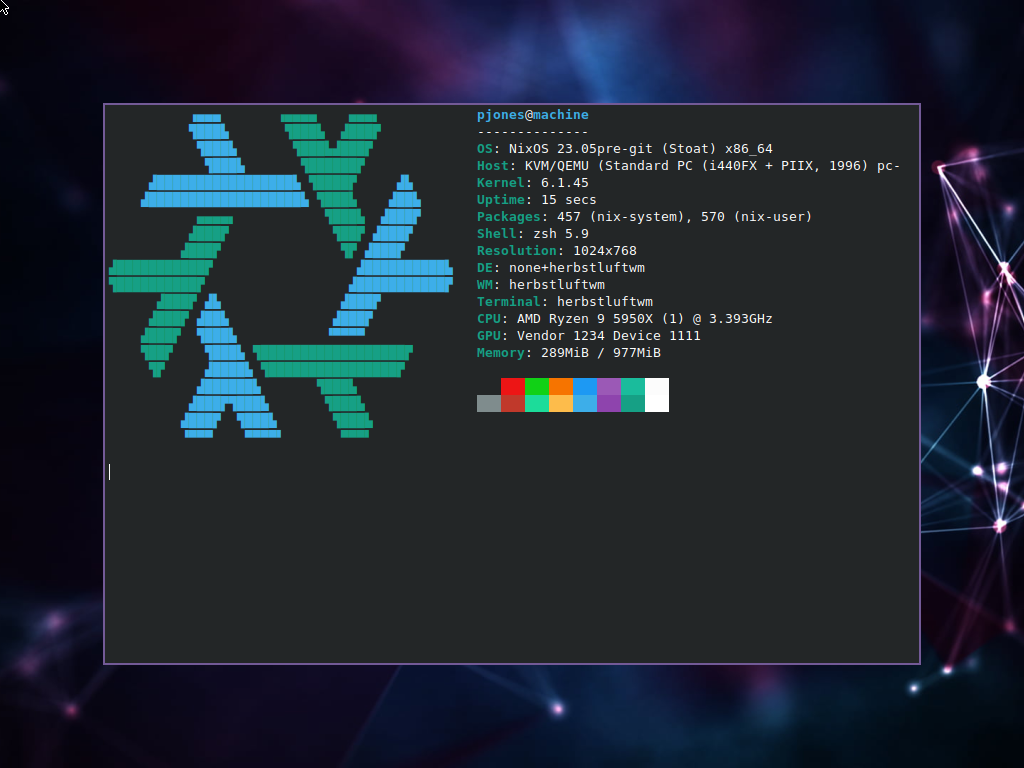 pjones@machine
--------------
OS: NixOS 23.05pre-git (Stoat) x86_64
Host: KVM/QEMU (Standard PC (i440FX + PIIX, 1996) pc-
Kernel: 6.1.45
Uptime: 15 secs
Packages: 457 (nix-system), 570 (nix-user)
Shell: zsh 5.9
Resolution: 1024x768
DE: none+herbstluftwm
WM: herbstluftwm
Terminal: herbstluftwm
CPU: AMD Ryzen 9 5950X (1) @ 3.393GHz
GPU: Vendor 1234 Device 1111
Memory: 289MiB / 977MiB